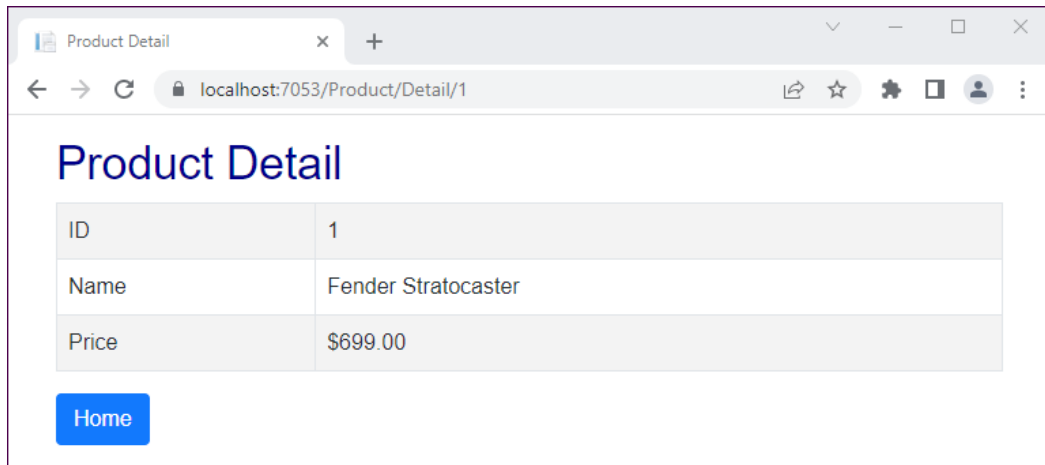 Product Detail
localhost:7053/Product/Detail/1
Product Detail
ID 1
Name Fender Stratocaster
Price $699.00
Home